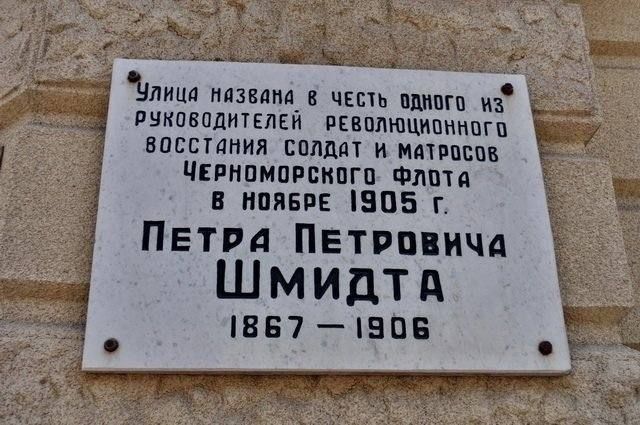 Улица названа в честь одного из
руководителей революционного
восстания солдат и матросов
Черноморского флота
в ноябре 1905 г.
Петра Петровича
Шмидта
1867 — 1906